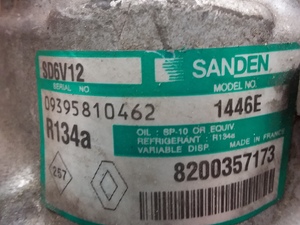 SD6V12
SANDEN
SERIAL NO.
MODEL NO.
09395810462
1446E
R134a
OIL : SP-10 OR EQUIV
REFRIGERANT : R134a
VARIABLE DISP. MADE IN FRANCE
257
8200357173